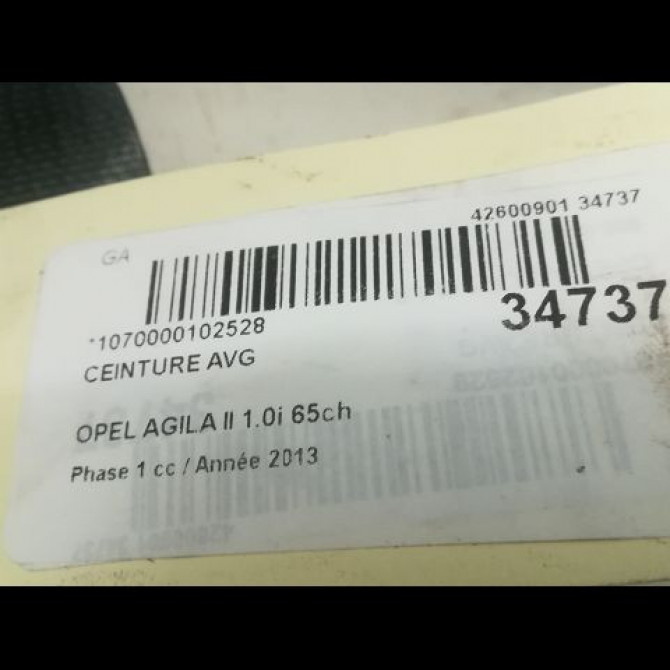 42600901 34737
GA
34737
*1070000102528
CEINTURE AVG
OPEL AGILA II 1.0i 65ch
Phase 1 cc / Année 2013